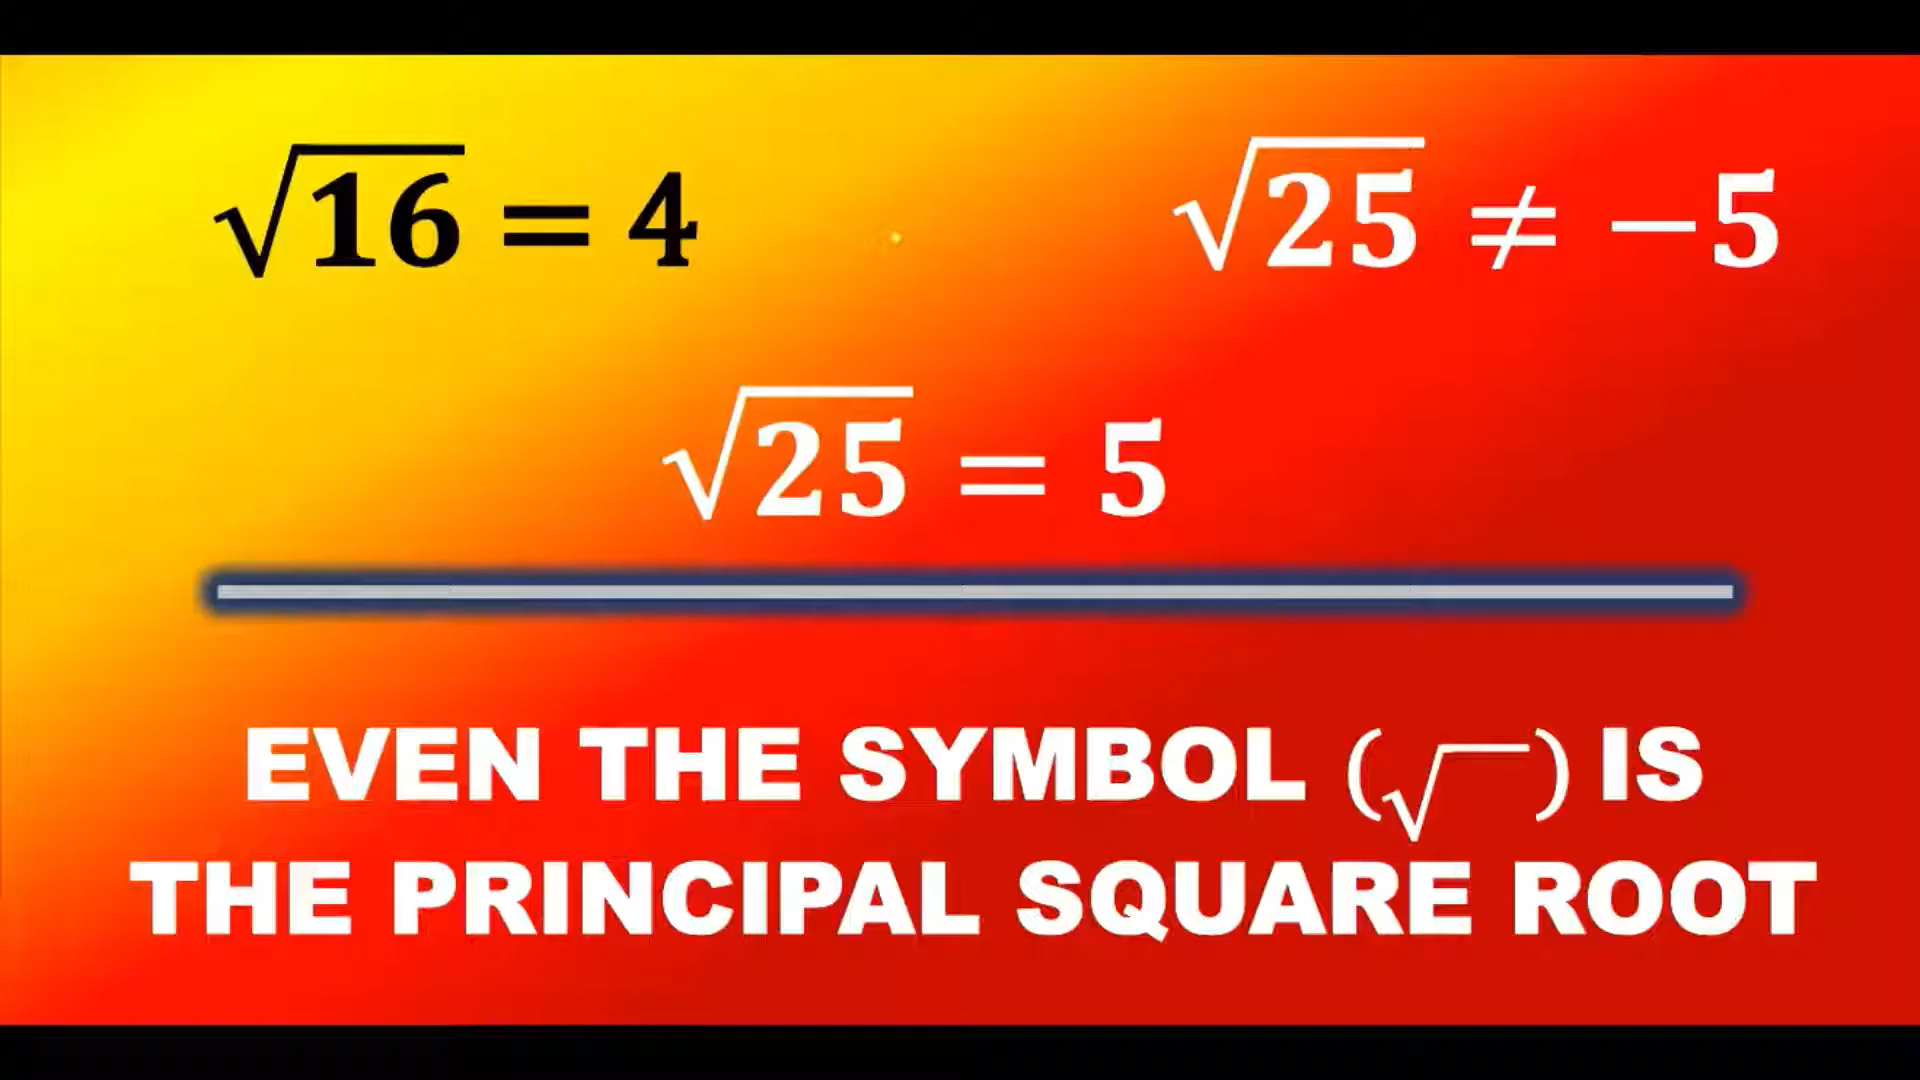 √16 = 4
√25 ≠ −5
√25 = 5
EVEN THE SYMBOL (√) IS
THE PRINCIPAL SQUARE ROOT